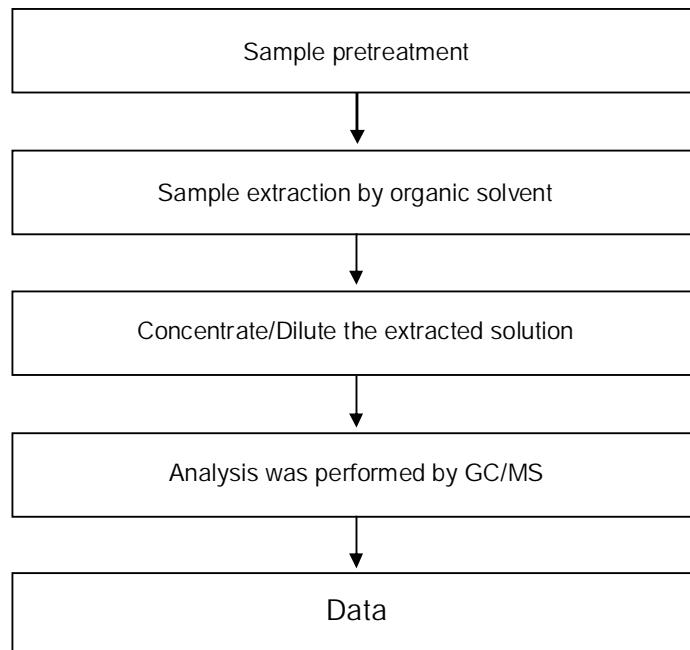 Sample pretreatment
Sample extraction by organic solvent
Concentrate/Dilute the extracted solution
Analysis was performed by GC/MS
Data